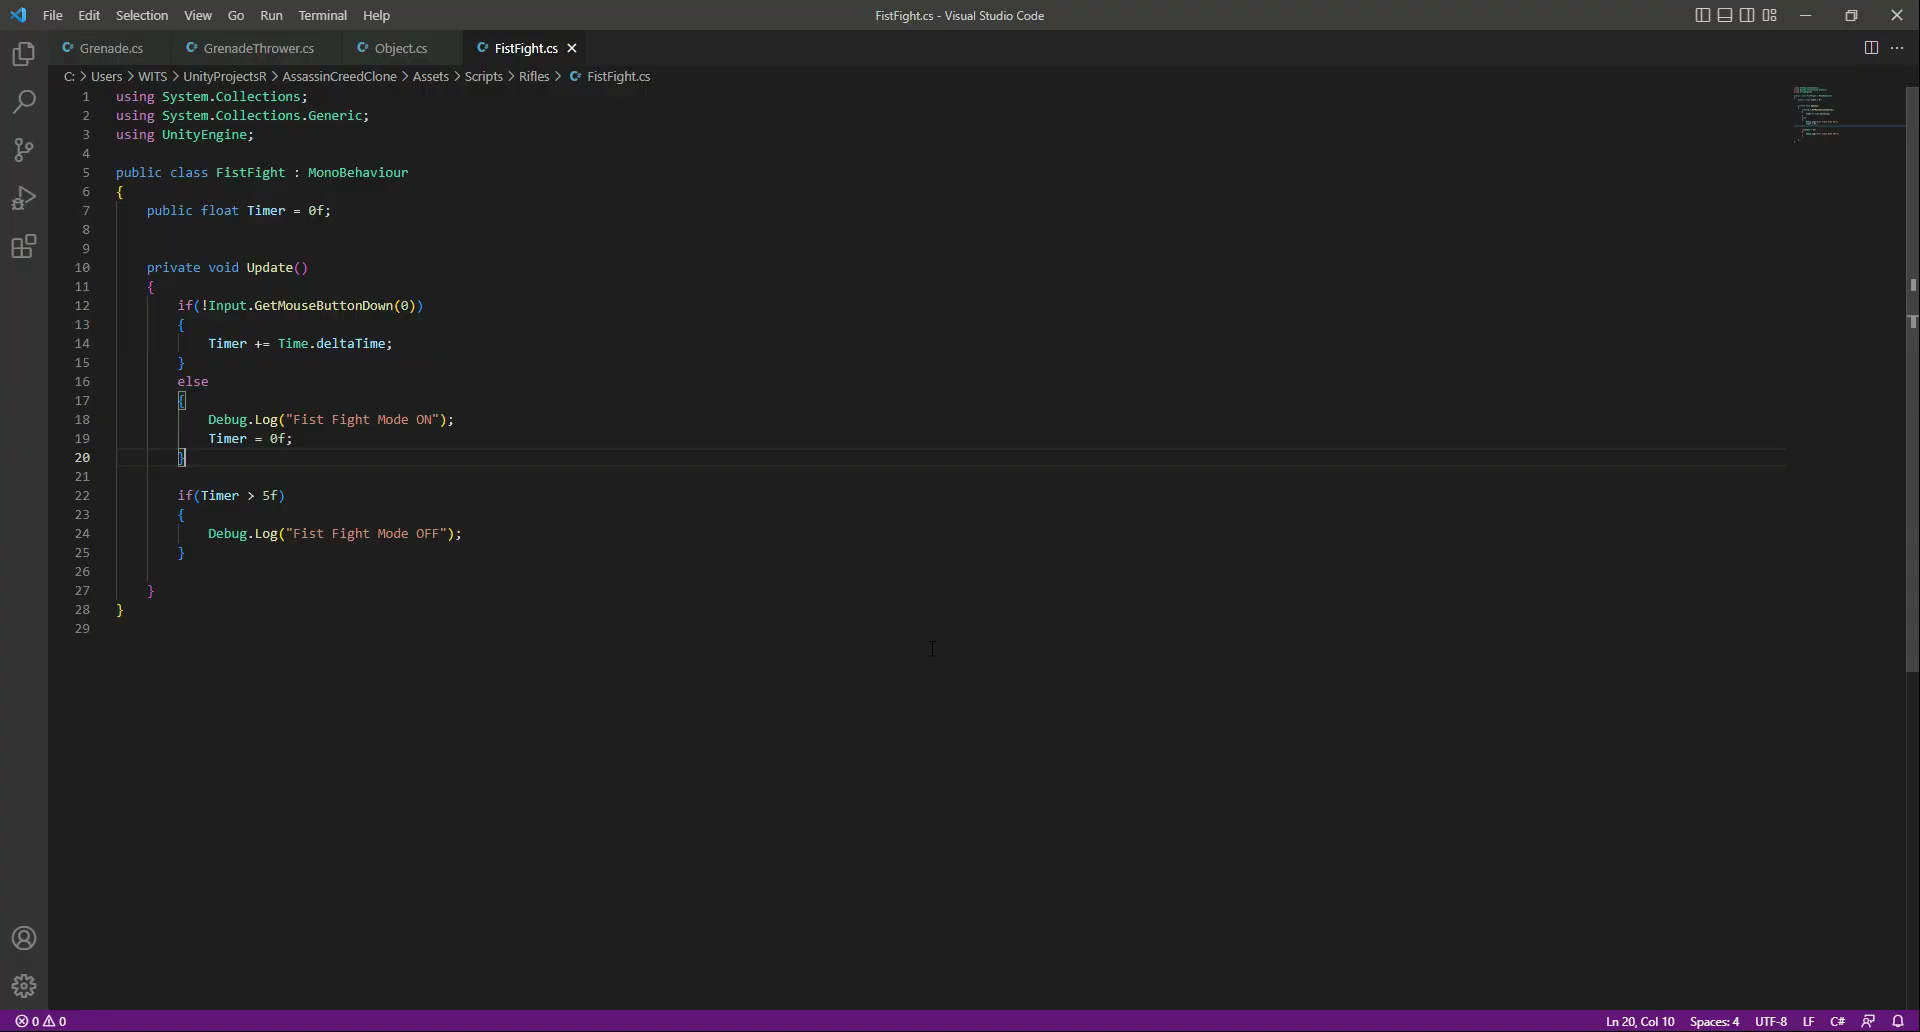 File Edit Selection View Go Run Terminal Help FistFight.cs - Visual Studio Code
Grenade.cs GrenadeThrower.cs Object.cs FistFight.cs
C: > Users > WITS > UnityProjectsR > AssassinCreedClone > Assets > Scripts > Rifles > FistFight.cs
1 using System.Collections;
2 using System.Collections.Generic;
3 using UnityEngine;
4
5 public class FistFight : MonoBehaviour
6 {
7 public float Timer = 0f;
8
9
10 private void Update()
11 {
12 if(!Input.GetMouseButtonDown(0))
13 {
14 Timer += Time.deltaTime;
15 }
16 else
17 {
18 Debug.Log("Fist Fight Mode ON");
19 Timer = 0f;
20 }
21
22 if(Timer > 5f)
23 {
24 Debug.Log("Fist Fight Mode OFF");
25 }
26
27 }
28 }
29
0 0 Ln 20, Col 10 Spaces: 4 UTF-8 LF C#